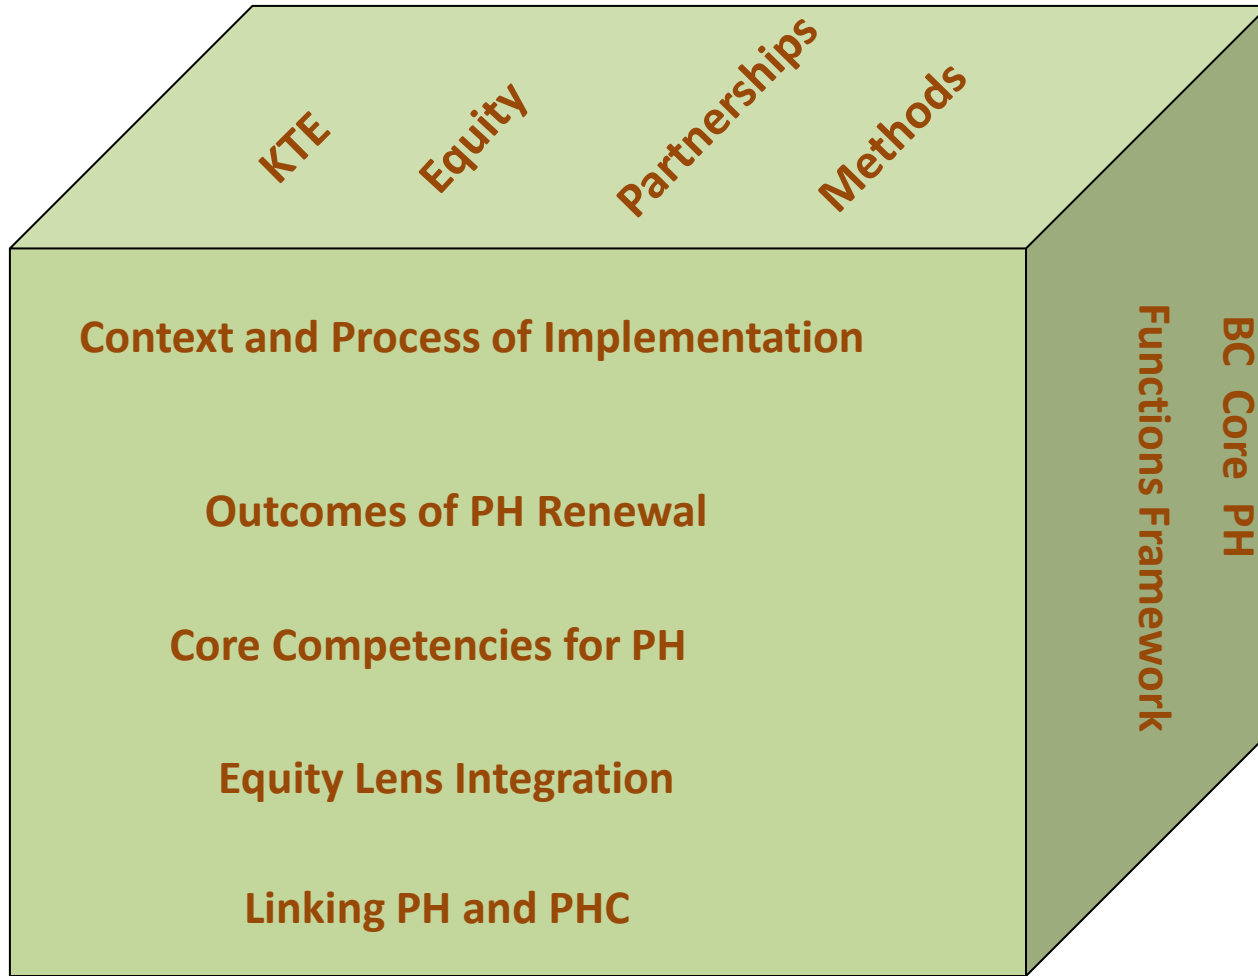 KTE
Equity
Partnerships
Methods
Context and Process of Implementation
Outcomes of PH Renewal
Core Competencies for PH
Equity Lens Integration
Linking PH and PHC
BC Core PH
Functions Framework